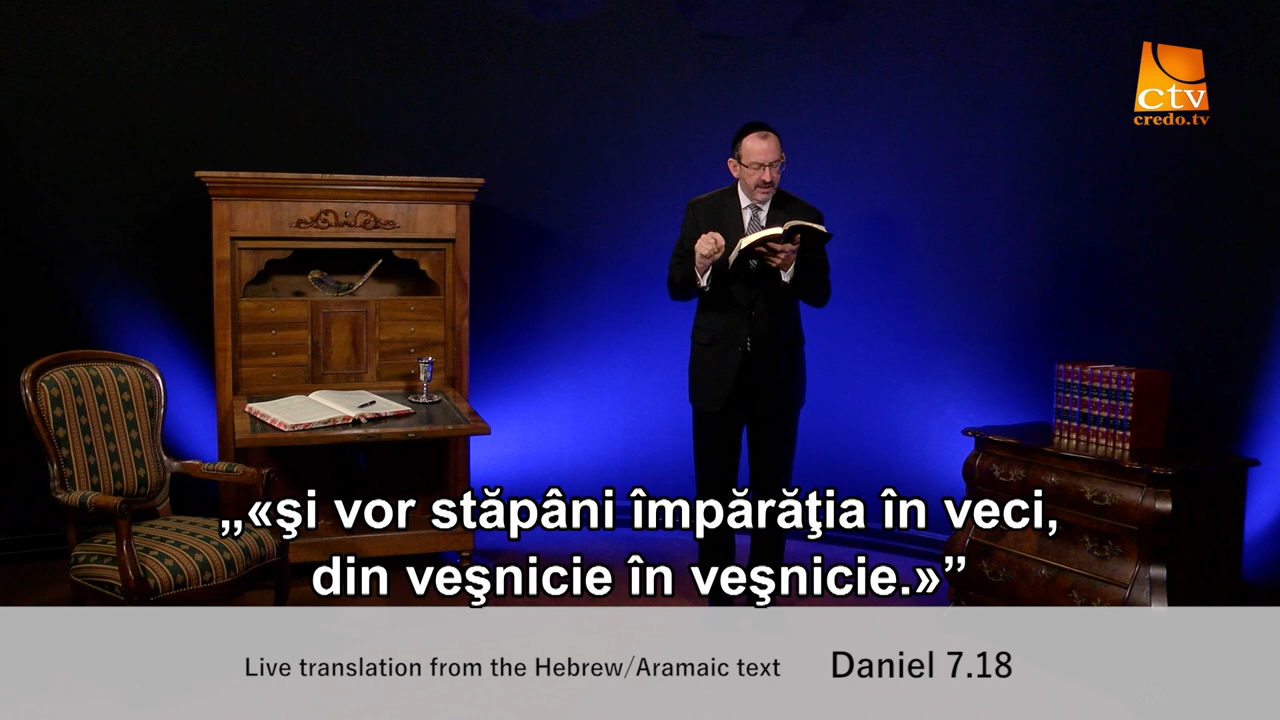 ctv
credo.tv
„«şi vor stăpâni împărăţia în veci,
din veşnicie în veşnicie.»”
Live translation from the Hebrew/Aramaic text
Daniel 7.18